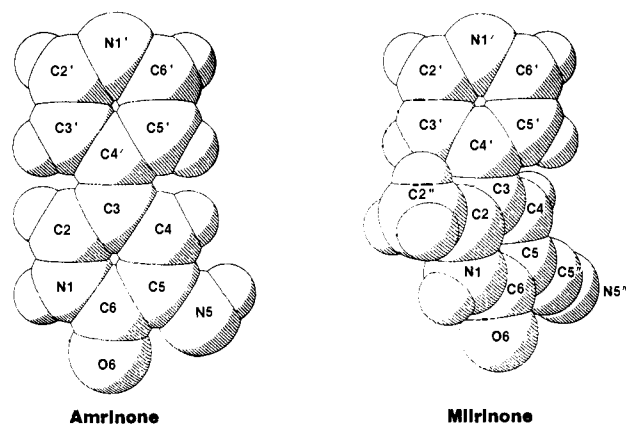 N1' N1'
C2' C6' C2' C6'
C3' C5' C3' C5'
C4' C4'
C3 C3
C2'' C2 C4
C2 C4
C5
N1 C5 N1 C5''
C6 C6 N5''
N5
O6 O6
Amrinone Milrinone